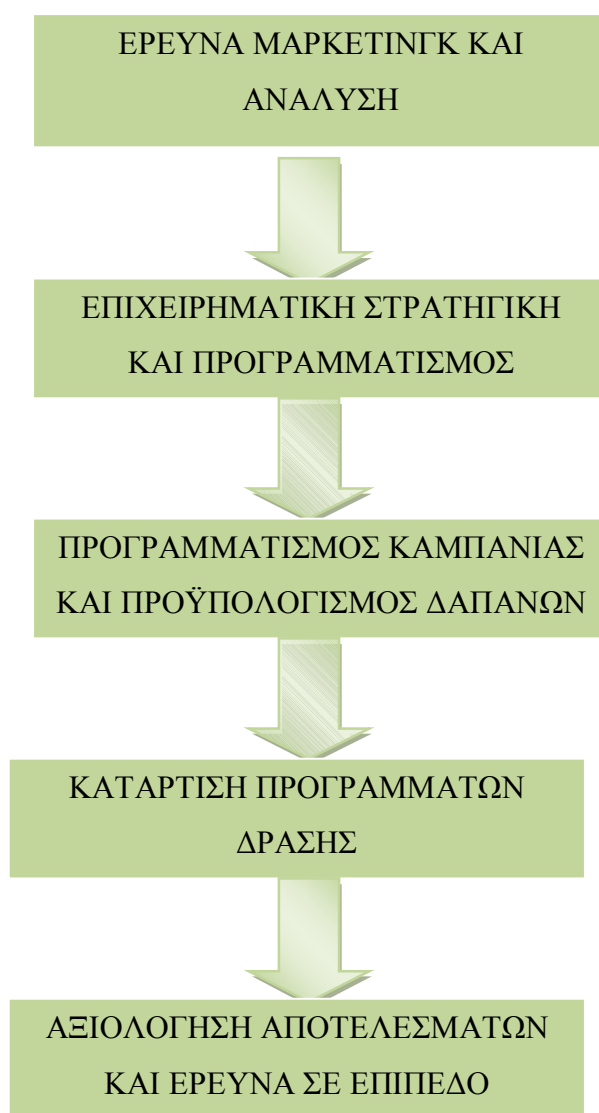 ΕΡΕΥΝΑ ΜΑΡΚΕΤΙΝΓΚ ΚΑΙ
ΑΝΑΛΥΣΗ
ΕΠΙΧΕΙΡΗΜΑΤΙΚΗ ΣΤΡΑΤΗΓΙΚΗ
ΚΑΙ ΠΡΟΓΡΑΜΜΑΤΙΣΜΟΣ
ΠΡΟΓΡΑΜΜΑΤΙΣΜΟΣ ΚΑΜΠΑΝΙΑΣ
ΚΑΙ ΠΡΟΫΠΟΛΟΓΙΣΜΟΣ ΔΑΠΑΝΩΝ
ΚΑΤΑΡΤΙΣΗ ΠΡΟΓΡΑΜΜΑΤΩΝ
ΔΡΑΣΗΣ
ΑΞΙΟΛΟΓΗΣΗ ΑΠΟΤΕΛΕΣΜΑΤΩΝ
ΚΑΙ ΕΡΕΥΝΑ ΣΕ ΕΠΙΠΕΔΟ